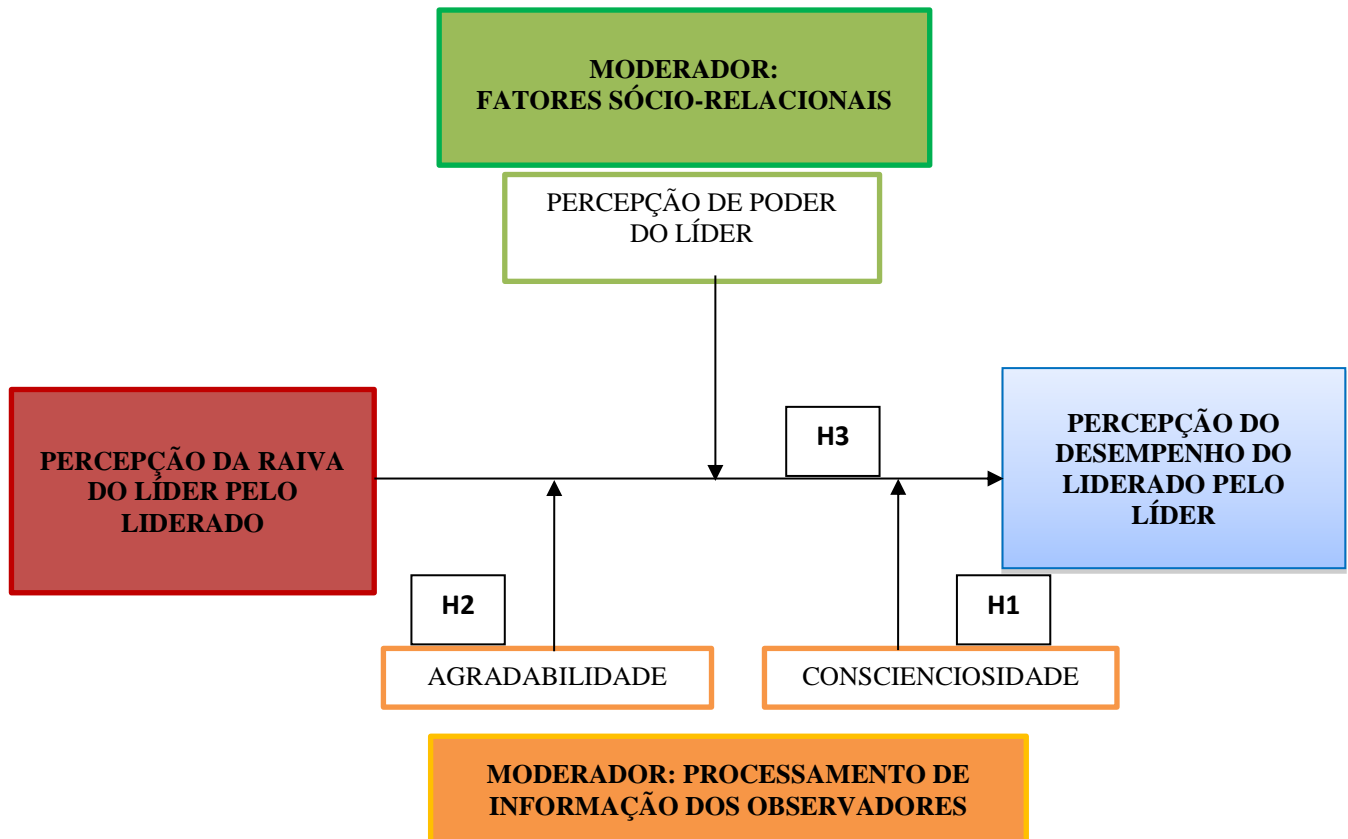 MODERADOR:
FATORES SÓCIO-RELACIONAIS
PERCEPÇÃO DE PODER
DO LÍDER
PERCEPÇÃO DA RAIVA
DO LÍDER PELO
LIDERADO
H3
PERCEPÇÃO DO
DESEMPENHO DO
LIDERADO PELO
LÍDER
H2
H1
AGRADABILIDADE
CONSCIENCIOSIDADE
MODERADOR: PROCESSAMENTO DE
INFORMAÇÃO DOS OBSERVADORES